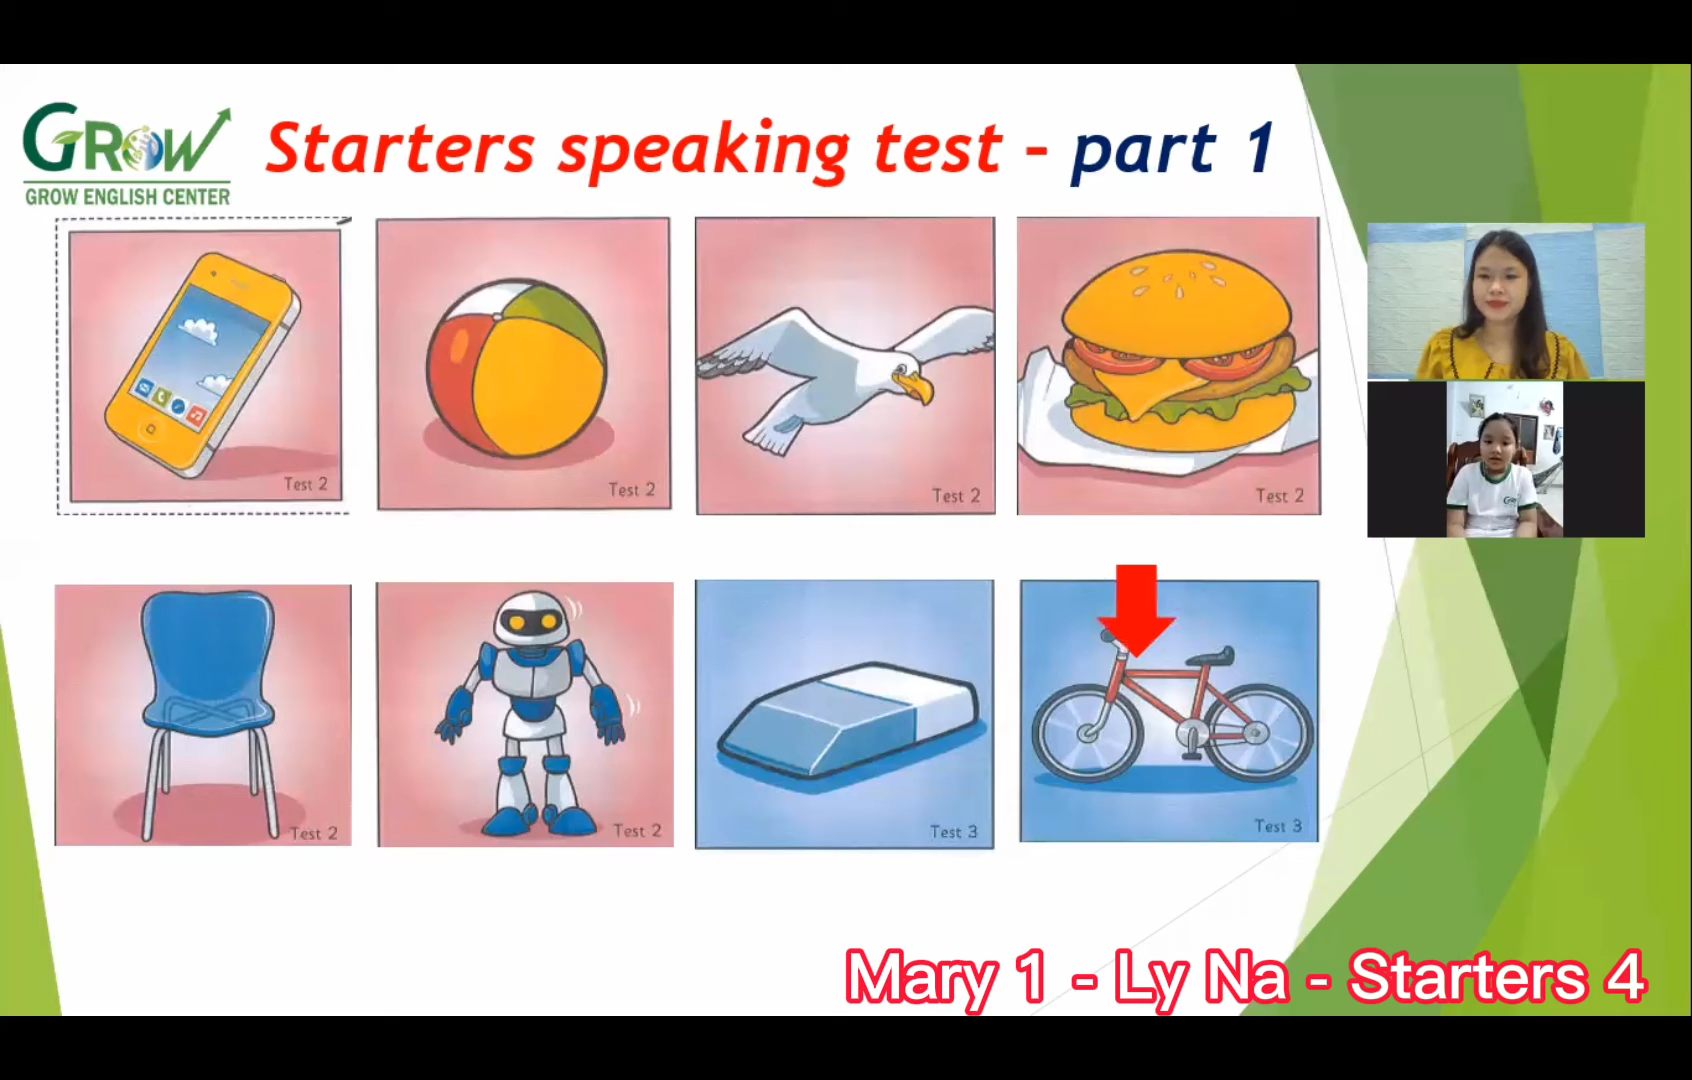 GROW
GROW ENGLISH CENTER
Starters speaking test - part 1
Test 2
Test 2
Test 2
Test 2
Test 2
Test 2
Test 3
Test 3
Mary 1 - Ly Na - Starters 4